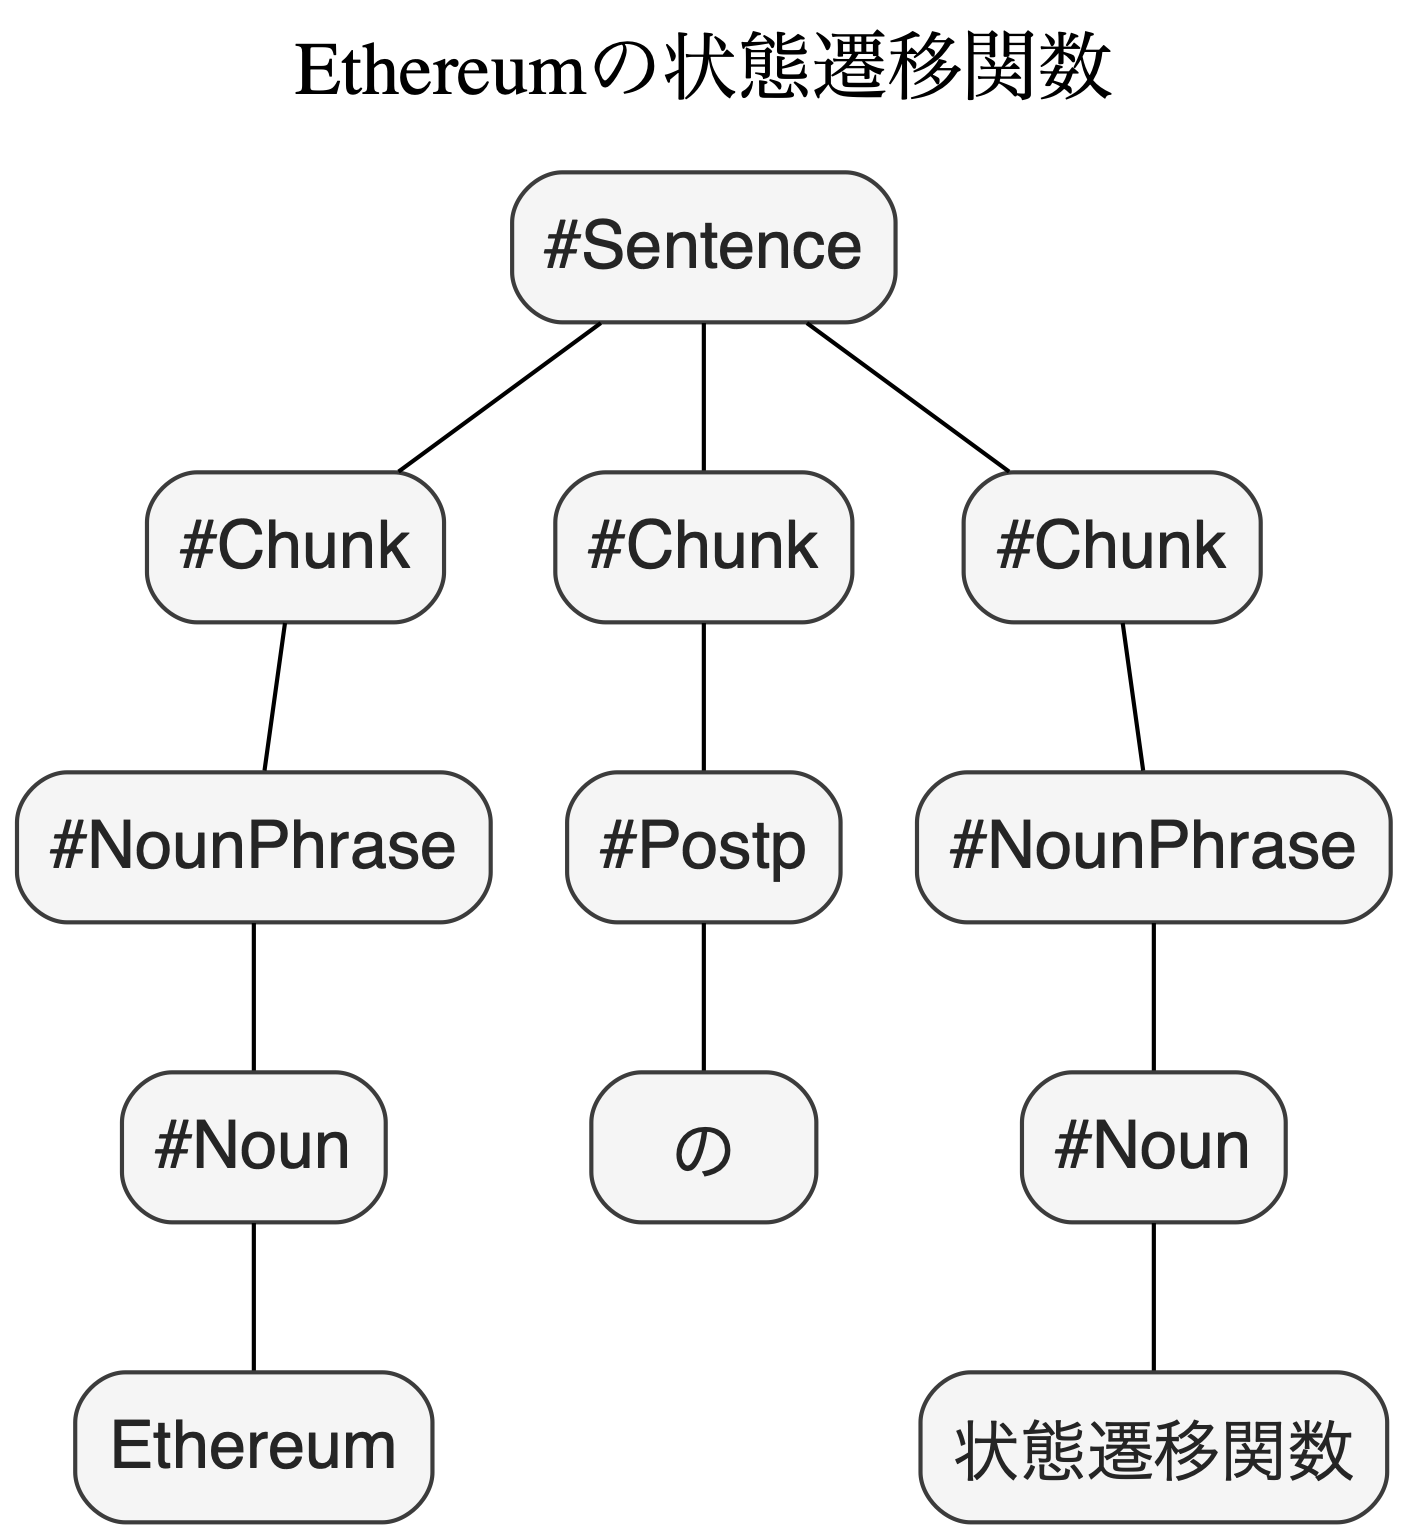 Ethereumの状態遷移関数
#Sentence
#Chunk #Chunk #Chunk
#NounPhrase #Postp #NounPhrase
#Noun の #Noun
Ethereum 状態遷移関数